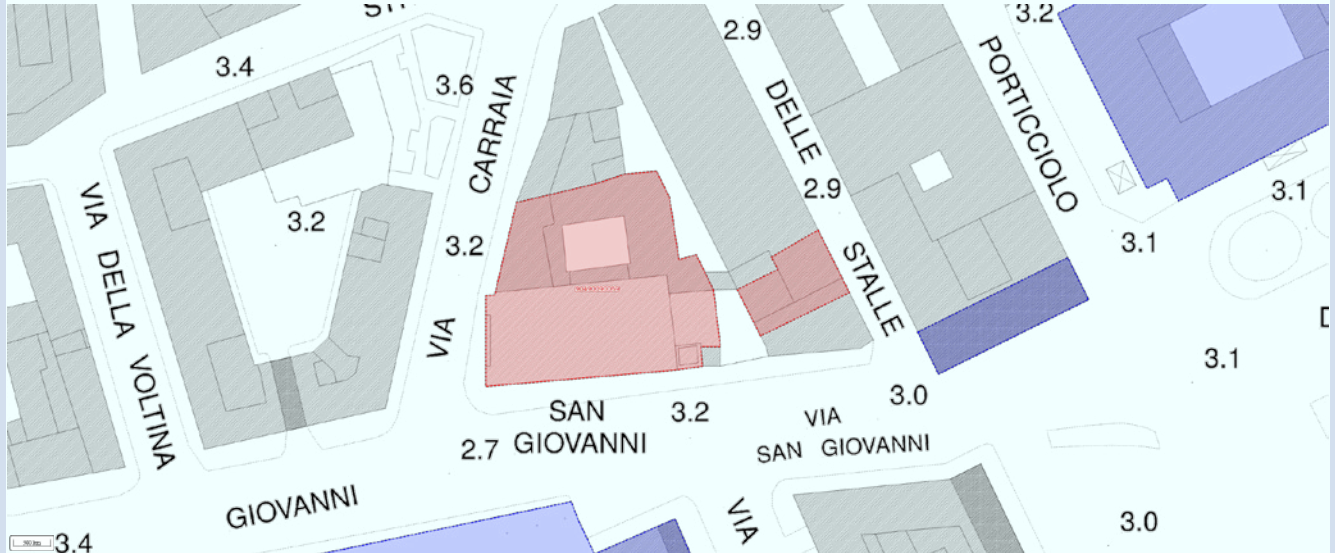 3.2
2.9
3.4
3.6
PORTICCIOLO
CARRAIA
VIA
DELLE
STALLE
2.9
3.1
VIA DELLA VOLTINA
3.2
3.2
3.1
3.1
SAN
GIOVANNI
3.2
3.0
VIA
SAN GIOVANNI
2.7
GIOVANNI
VIA
3.0
3.4